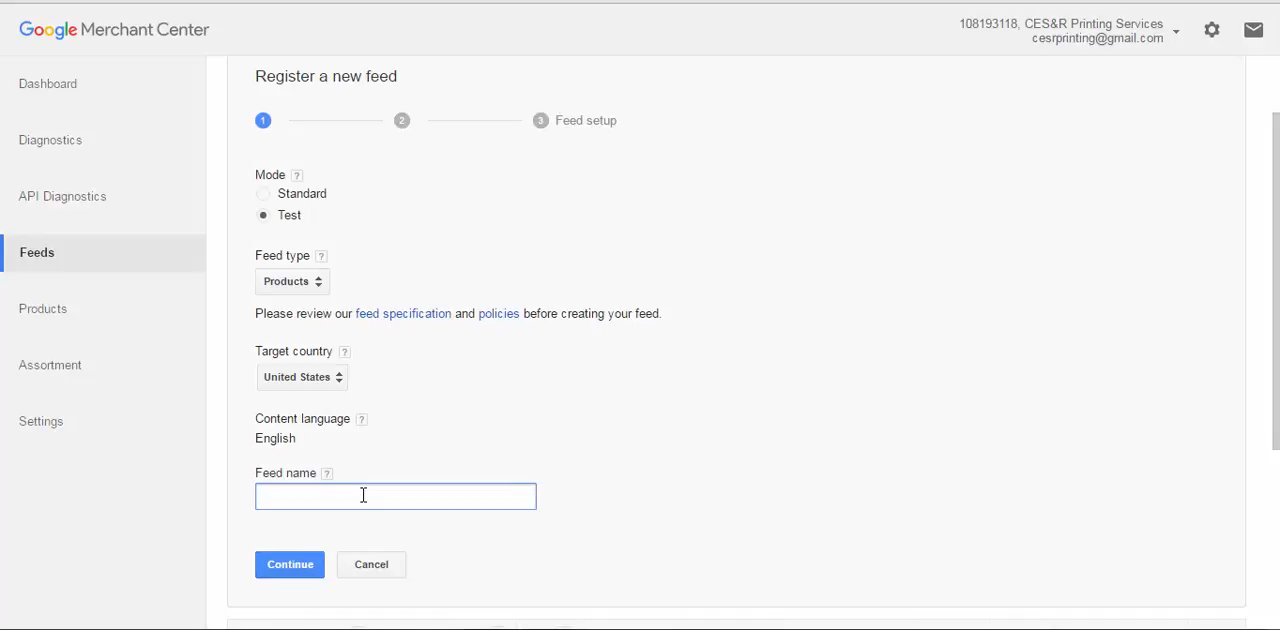 Google Merchant Center
108193118, CES&R Printing Services
cesrprinting@gmail.com
Dashboard
Diagnostics
API Diagnostics
Feeds
Products
Assortment
Settings
Register a new feed
1
2
3 Feed setup
Mode ?
Standard
Test
Feed type ?
Products
Please review our feed specification and policies before creating your feed.
Target country ?
United States
Content language ?
English
Feed name ?
Continue Cancel